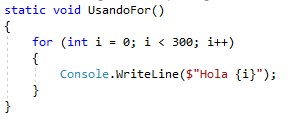 static void UsandoFor()
{
    for (int i = 0; i < 300; i++)
    {
        Console.WriteLine($"Hola {i}");
    }
}